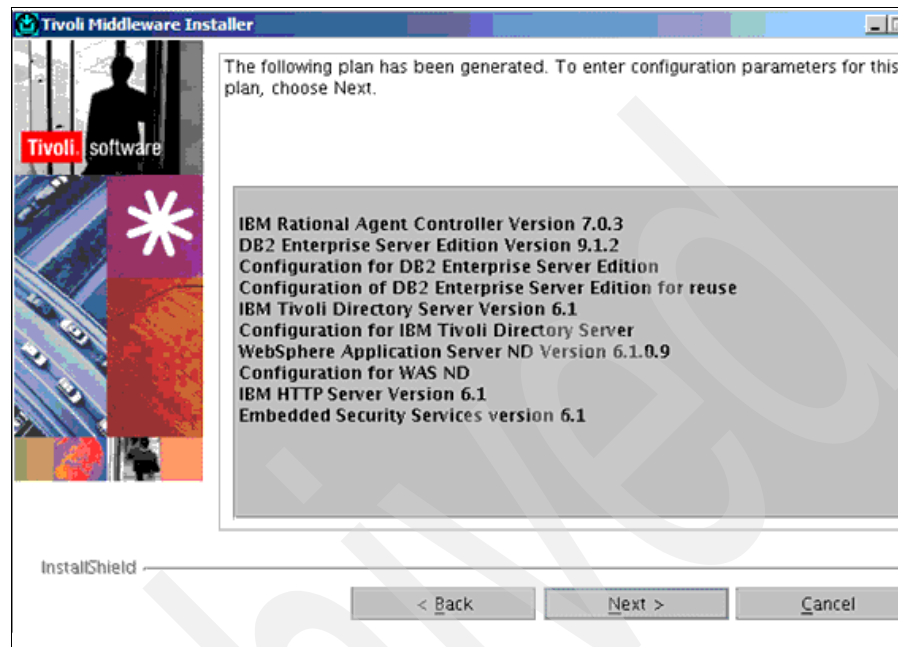 Tivoli Middleware Installer
Tivoli. software
The following plan has been generated. To enter configuration parameters for this
plan, choose Next.
IBM Rational Agent Controller Version 7.0.3
DB2 Enterprise Server Edition Version 9.1.2
Configuration for DB2 Enterprise Server Edition
Configuration of DB2 Enterprise Server Edition for reuse
IBM Tivoli Directory Server Version 6.1
Configuration for IBM Tivoli Directory Server
WebSphere Application Server ND Version 6.1.0.9
Configuration for WAS ND
IBM HTTP Server Version 6.1
Embedded Security Services version 6.1
InstallShield
< Back
Next >
Cancel